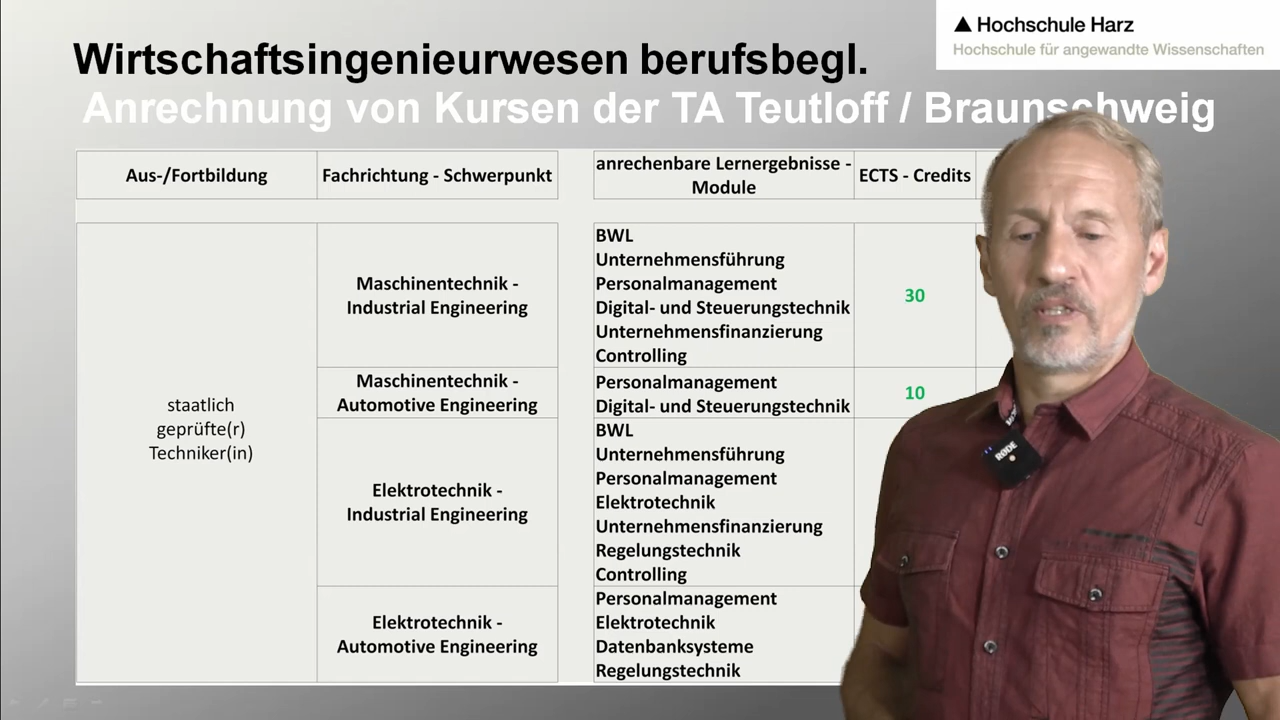 Hochschule Harz
Hochschule für angewandte Wissenschaften
Wirtschaftsingenieurwesen berufsbegl.
Anrechnung von Kursen der TA Teutloff / Braunschweig
Aus-/Fortbildung
Fachrichtung - Schwerpunkt
anrechenbare Lernergebnisse -
Module
ECTS - Credits
staatlich
geprüfte(r)
Techniker(in)
Maschinentechnik -
Industrial Engineering
BWL
Unternehmensführung
Personalmanagement
Digital- und Steuerungstechnik
Unternehmensfinanzierung
Controlling
30
Maschinentechnik -
Automotive Engineering
Personalmanagement
Digital- und Steuerungstechnik
10
Elektrotechnik -
Industrial Engineering
BWL
Unternehmensführung
Personalmanagement
Elektrotechnik
Unternehmensfinanzierung
Regelungstechnik
Controlling
Elektrotechnik -
Automotive Engineering
Personalmanagement
Elektrotechnik
Datenbanksysteme
Regelungstechnik
RØDE